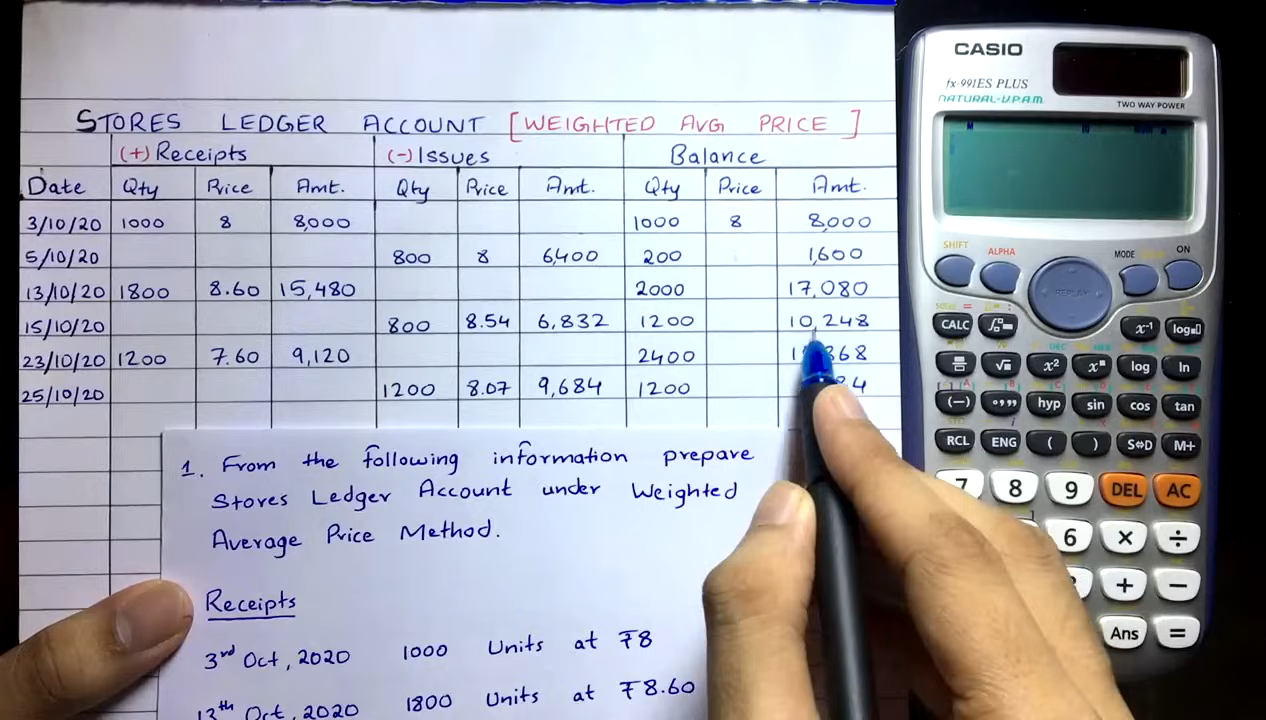 STORES LEDGER ACCOUNT [WEIGHTED AVG PRICE]
(+) Receipts (-) Issues Balance
Date Qty Price Amt. Qty Price Amt. Qty Price Amt.
3/10/20 1000 8 8,000 1000 8 8,000
5/10/20 800 8 6,400 200 1,600
13/10/20 1800 8.60 15,480 2000 17,080
15/10/20 800 8.54 6,832 1200 10,248
23/10/20 1200 7.60 9,120 2400
25/10/20 1200 8.07 9,684 1200
1. From the following information prepare
Stores Ledger Account under Weighted
Average Price Method.
Receipts
3rd Oct, 2020 1000 Units at ₹8
13th Oct, 2020 1800 Units at ₹8.60
CASIO
fx-991ES PLUS
NATURAL-V.P.A.M.
TWO WAY POWER
SHIFT ALPHA MODE ON
REPLAY
CALC x⁻¹ log
√ x² log ln
(−) hyp sin cos tan
RCL ENG ( ) S⇔D M+
7 8 9 DEL AC
6 × ÷
+ −
Ans =